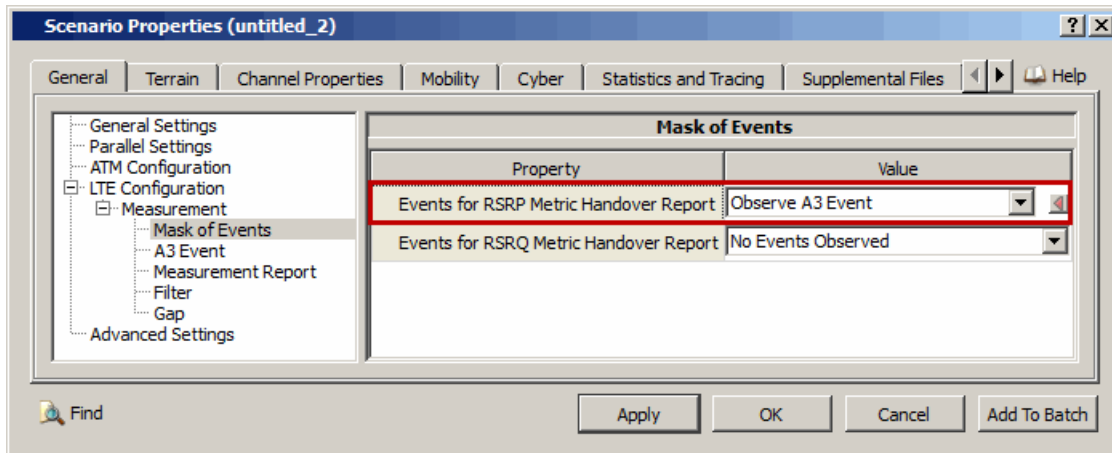 Scenario Properties (untitled_2)
General Terrain Channel Properties Mobility Cyber Statistics and Tracing Supplemental Files Help
General Settings
Parallel Settings
ATM Configuration
LTE Configuration
Measurement
Mask of Events
A3 Event
Measurement Report
Filter
Gap
Advanced Settings
Mask of Events
Property Value
Events for RSRP Metric Handover Report Observe A3 Event
Events for RSRQ Metric Handover Report No Events Observed
Find Apply OK Cancel Add To Batch